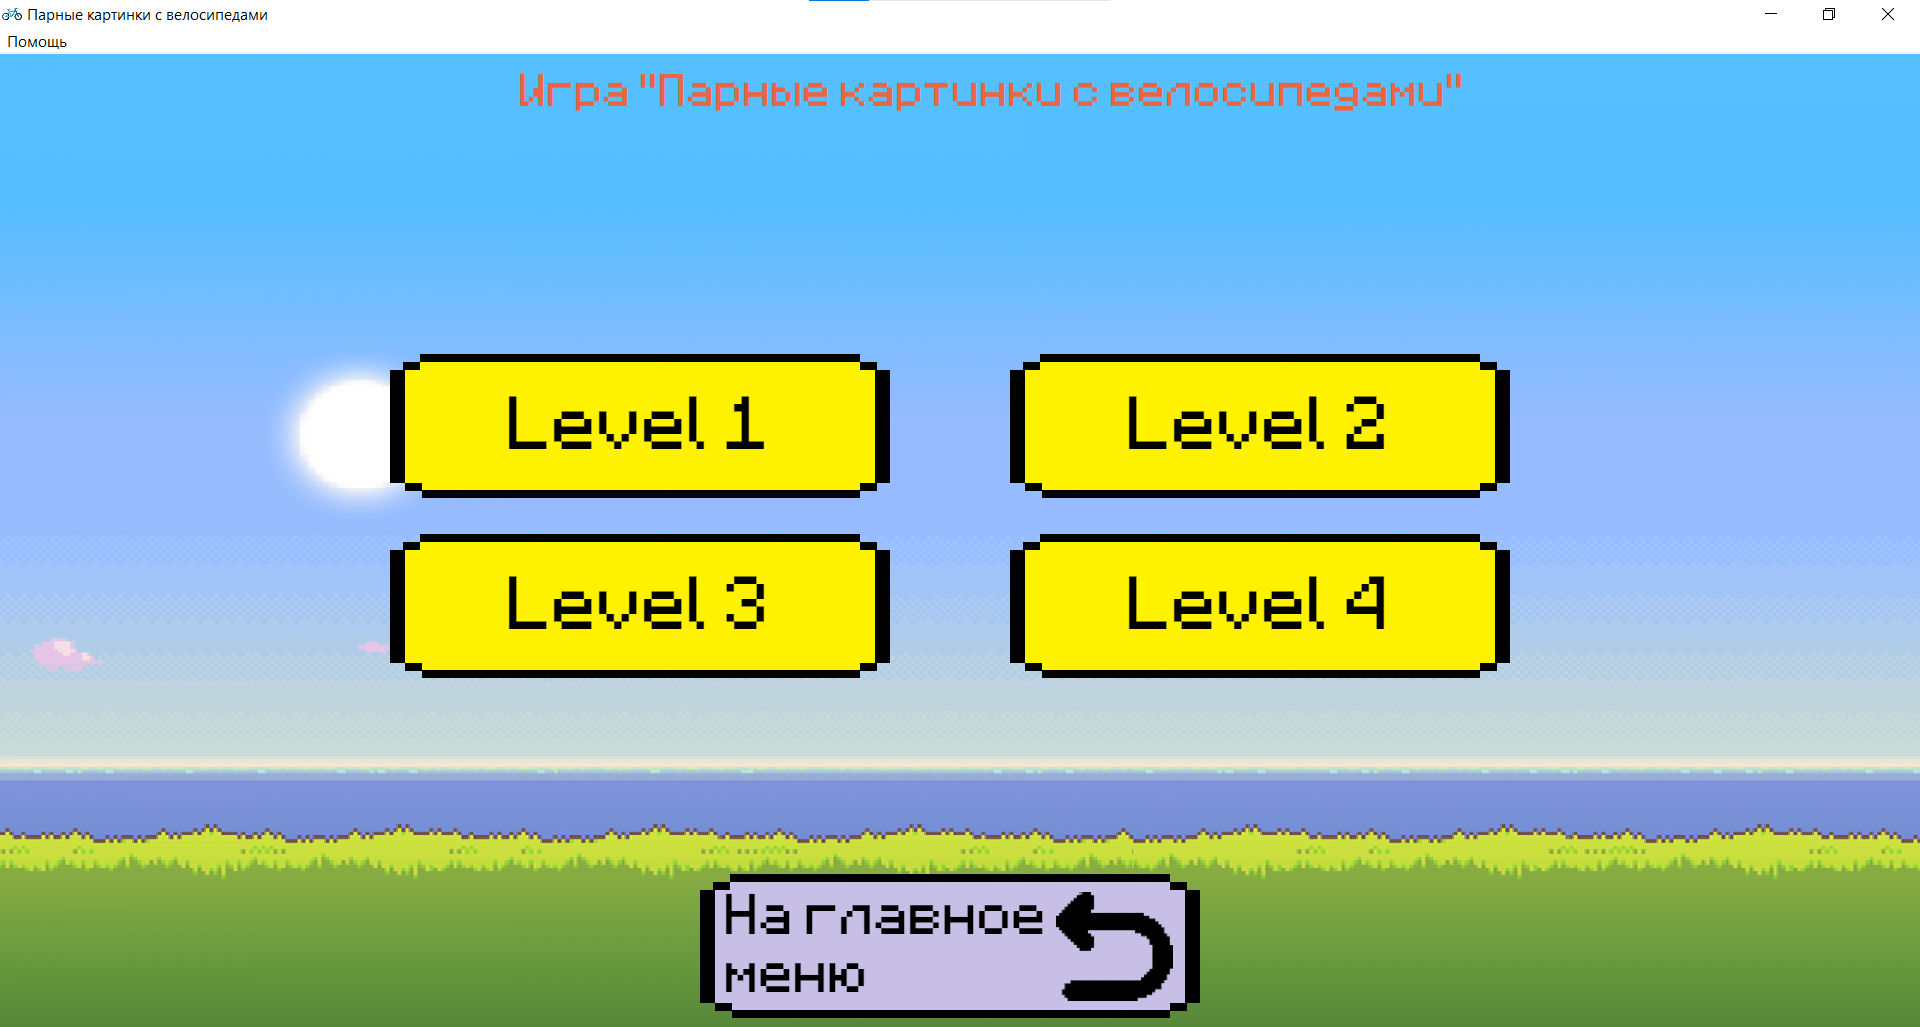 Парные картинки с велосипедами
Помощь
Игра "Парные картинки с велосипедами"
Level 1
Level 2
Level 3
Level 4
На главное
меню